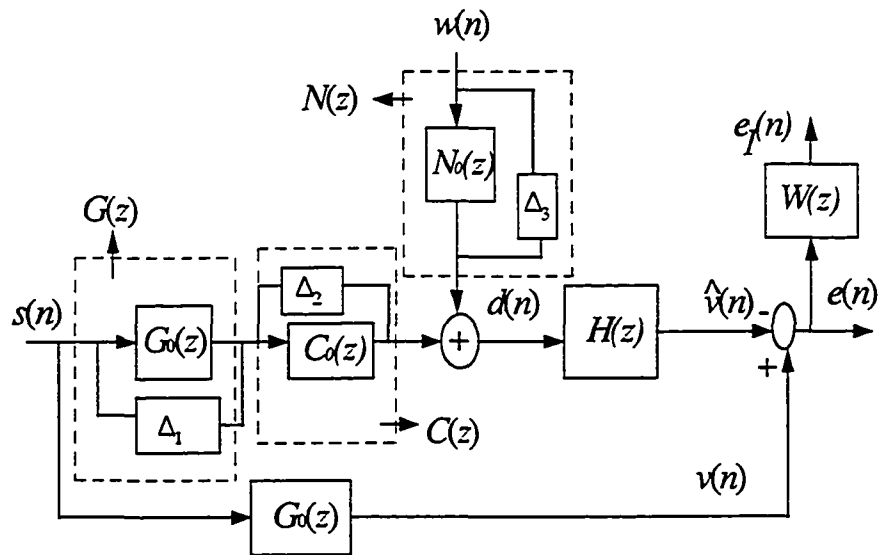 w(n)
N(z)
N₀(z)
Δ₃
e₁(n)
W(z)
G(z)
s(n)
G₀(z)
Δ₁
Δ₂
C₀(z)
C(z)
+
d(n)
H(z)
v̂(n)
-
+
e(n)
v(n)
G₀(z)